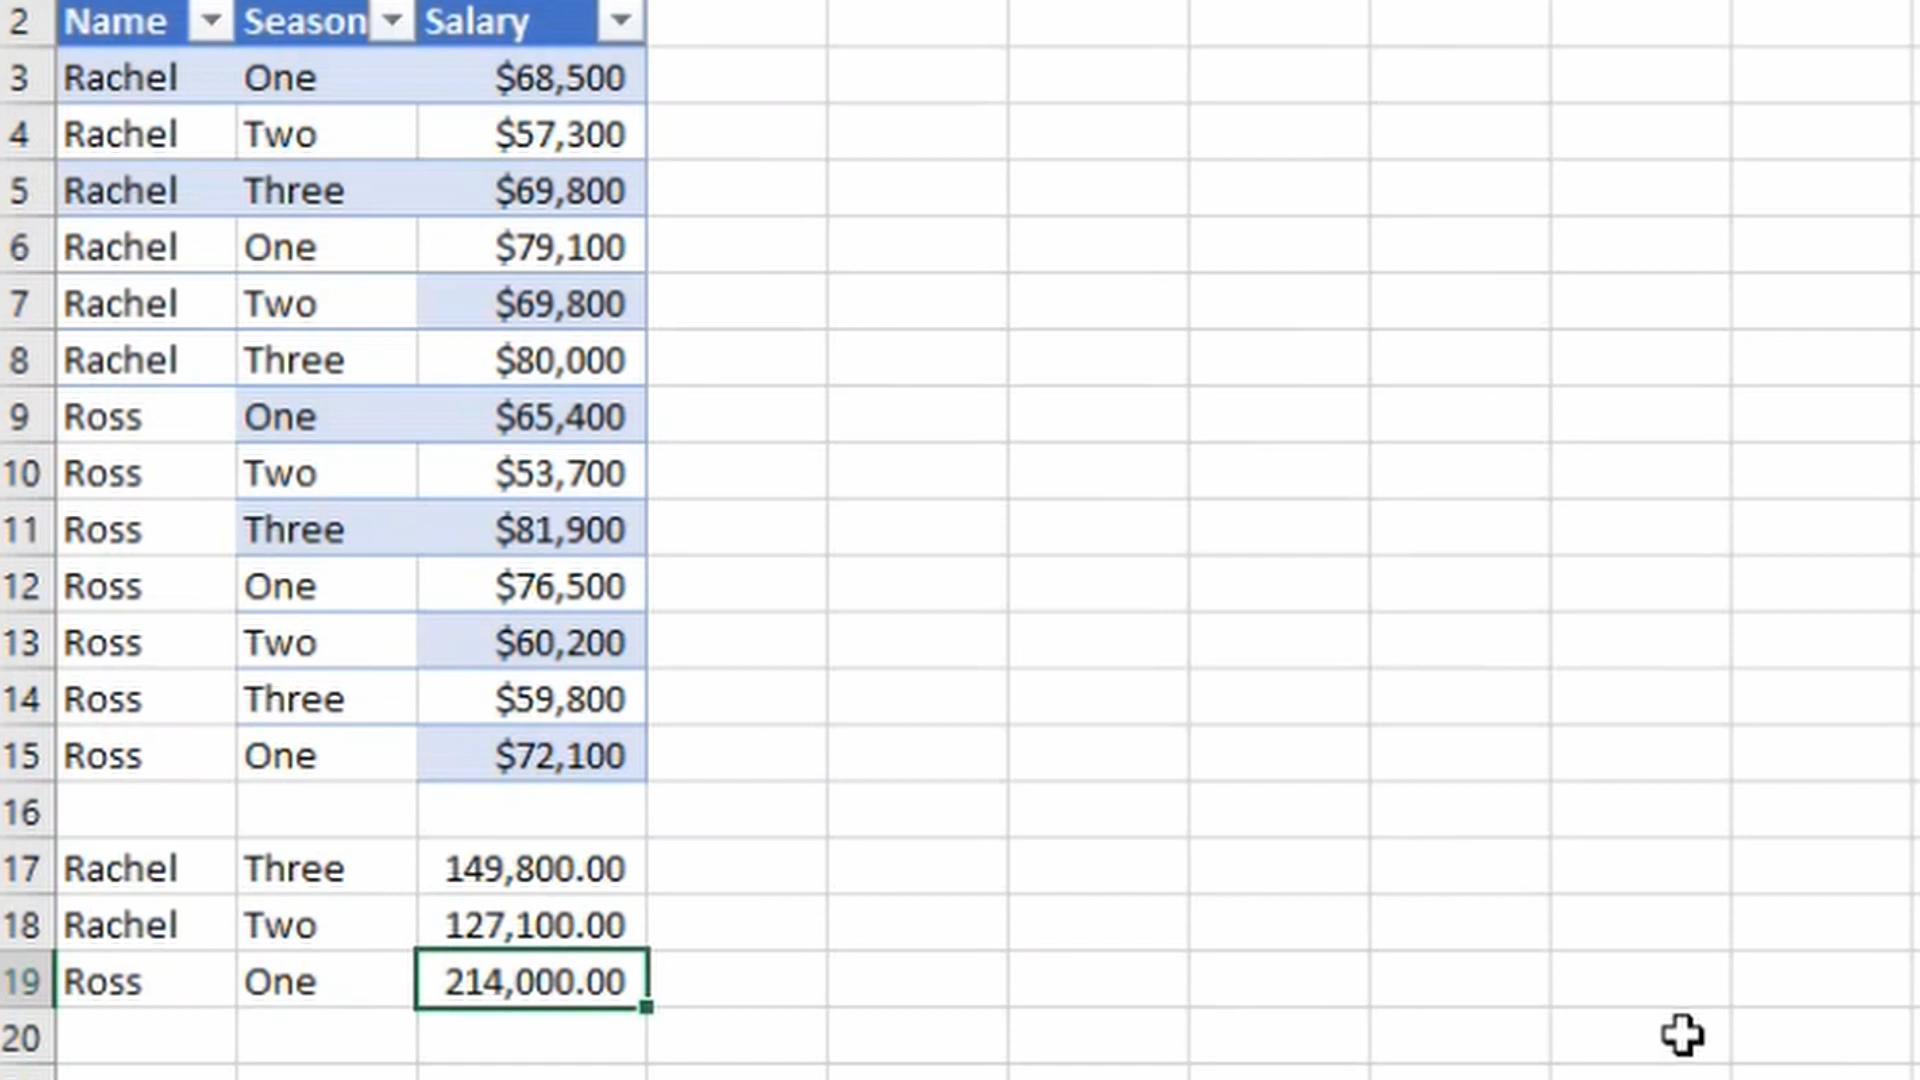 2 Name Season Salary
3 Rachel One $68,500
4 Rachel Two $57,300
5 Rachel Three $69,800
6 Rachel One $79,100
7 Rachel Two $69,800
8 Rachel Three $80,000
9 Ross One $65,400
10 Ross Two $53,700
11 Ross Three $81,900
12 Ross One $76,500
13 Ross Two $60,200
14 Ross Three $59,800
15 Ross One $72,100
16
17 Rachel Three 149,800.00
18 Rachel Two 127,100.00
19 Ross One 214,000.00
20